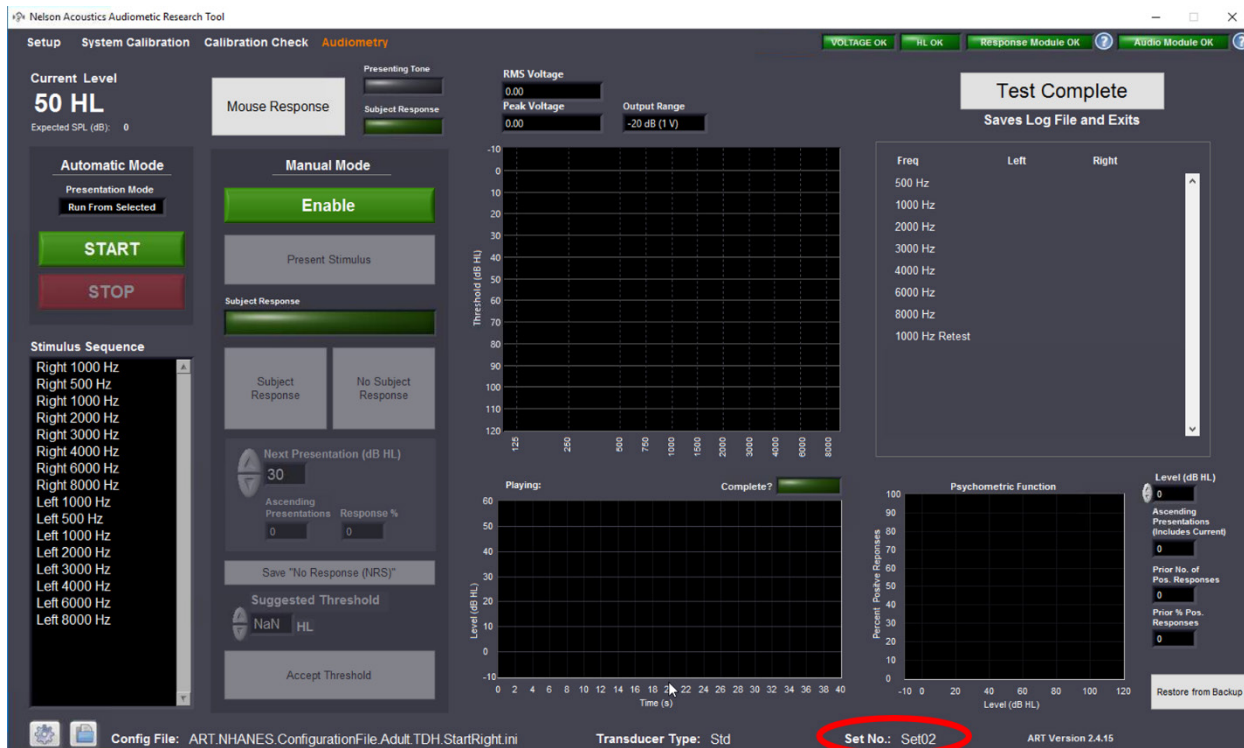 Nelson Acoustics Audiometic Research Tool
Setup System Calibration Calibration Check Audiometry
VOLTAGE OK HL OK Response Module OK ? Audio Module OK ?
Current Level
50 HL
Expected SPL (dB): 0
Mouse Response
Presenting Tone
Subject Response
RMS Voltage
0.00
Peak Voltage
0.00
Output Range
-20 dB (1 V)
Test Complete
Saves Log File and Exits
Automatic Mode
Presentation Mode
Run From Selected
START
STOP
Stimulus Sequence
Right 1000 Hz
Right 500 Hz
Right 1000 Hz
Right 2000 Hz
Right 3000 Hz
Right 4000 Hz
Right 6000 Hz
Right 8000 Hz
Left 1000 Hz
Left 500 Hz
Left 1000 Hz
Left 2000 Hz
Left 3000 Hz
Left 4000 Hz
Left 6000 Hz
Left 8000 Hz
Manual Mode
Enable
Present Stimulus
Subject Response
Subject Response
No Subject Response
Next Presentation (dB HL)
30
Ascending Presentations
0
Response %
0
Save "No Response (NRS)"
Suggested Threshold
NaN HL
Accept Threshold
Threshold (dB HL)
-10
0
10
20
30
40
50
60
70
80
90
100
110
120
125 250 500 750 1000 1500 2000 3000 4000 6000 8000
Freq Left Right
500 Hz
1000 Hz
2000 Hz
3000 Hz
4000 Hz
6000 Hz
8000 Hz
1000 Hz Retest
Playing: Complete?
Level (dB HL)
60
50
40
30
20
10
0
-10
0 2 4 6 8 10 12 14 16 18 22 24 26 28 30 32 34 36 38 40
Time (s)
Psychometric Function
Percent Positve Reponses
100
90
80
70
60
50
40
30
20
10
0
-10 0 20 40 60 80 100 120
Level (dB HL)
Level (dB HL)
0
Ascending
Presentations
(Includes Current)
0
Prior No. of
Pos. Responses
0
Prior % Pos.
Responses
0
Restore from Backup
Config File: ART.NHANES.ConfigurationFile.Adult.TDH.StartRight.ini
Transducer Type: Std
Set No.: Set02
ART Version 2.4.15